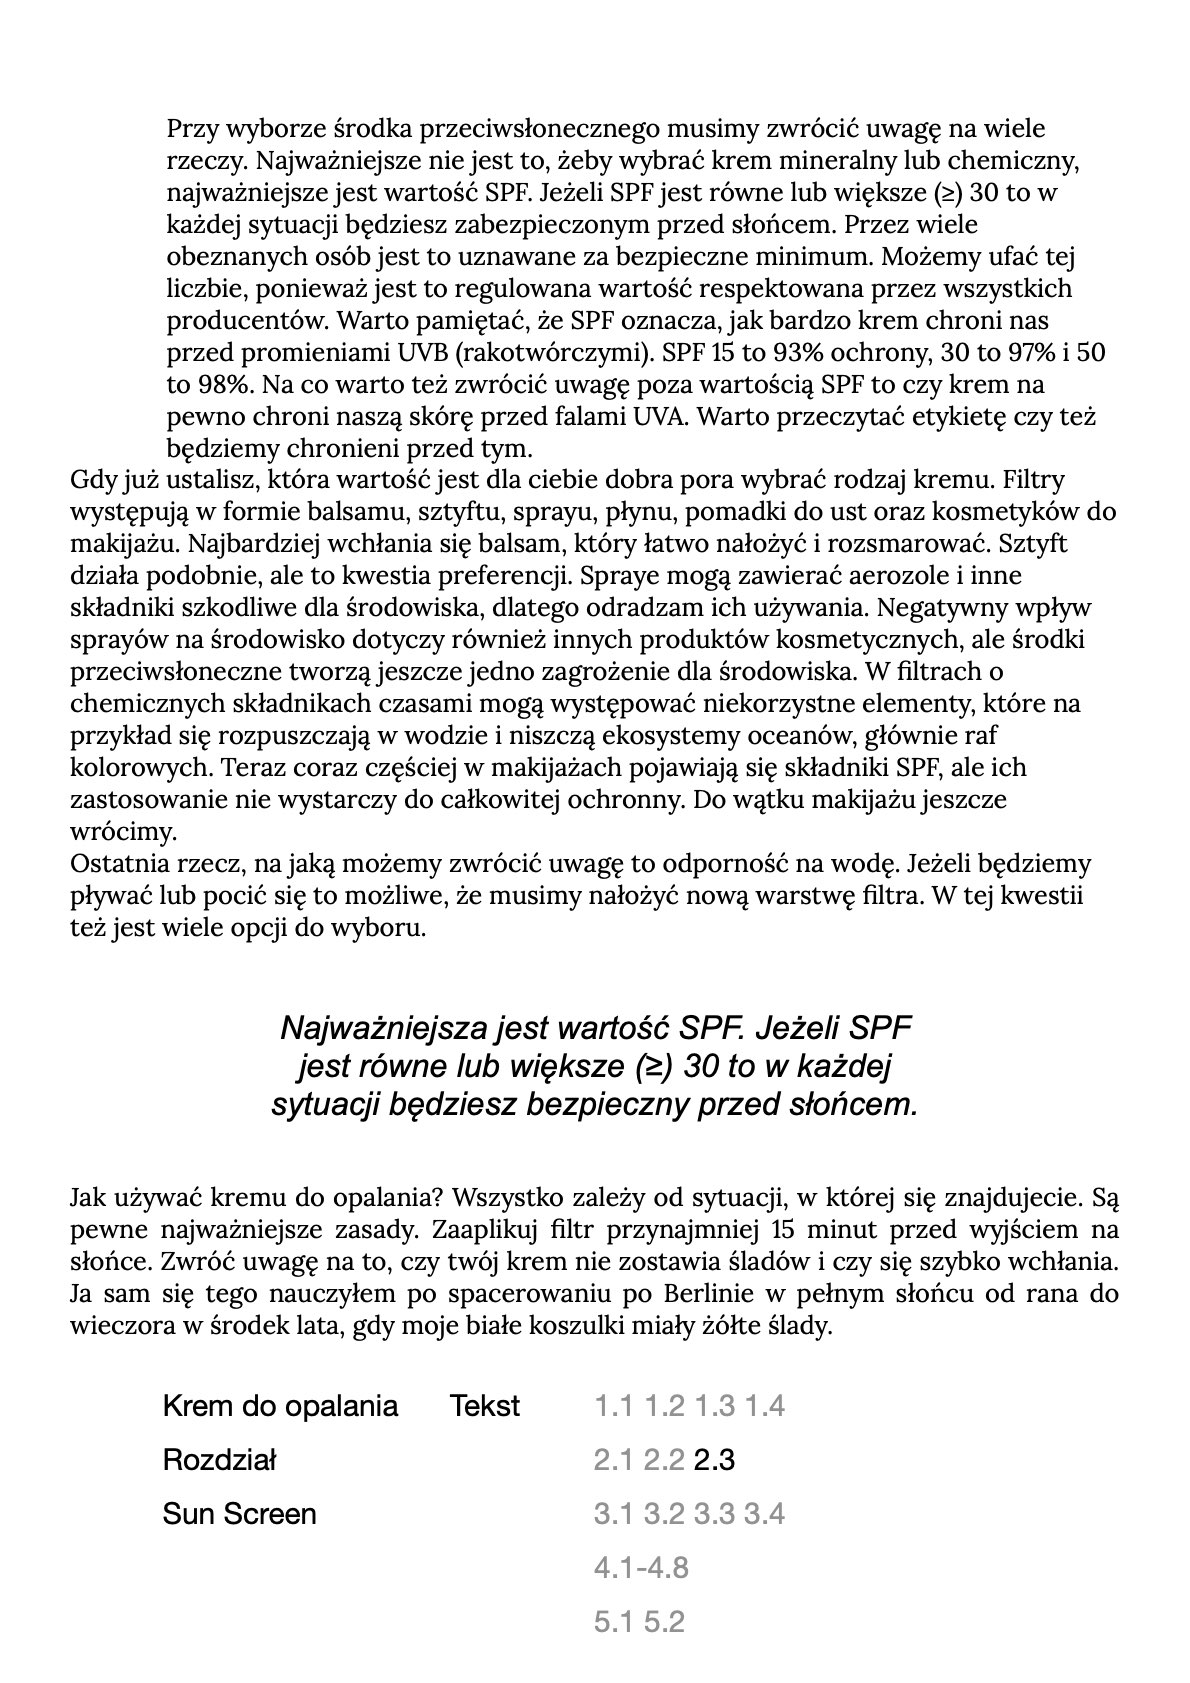 Przy wyborze środka przeciwsłonecznego musimy zwrócić uwagę na wiele
rzeczy. Najważniejsze nie jest to, żeby wybrać krem mineralny lub chemiczny,
najważniejsze jest wartość SPF. Jeżeli SPF jest równe lub większe (≥) 30 to w
każdej sytuacji będziesz zabezpieczonym przed słońcem. Przez wiele
obeznanych osób jest to uznawane za bezpieczne minimum. Możemy ufać tej
liczbie, ponieważ jest to regulowana wartość respektowana przez wszystkich
producentów. Warto pamiętać, że SPF oznacza, jak bardzo krem chroni nas
przed promieniami UVB (rakotwórczymi). SPF 15 to 93% ochrony, 30 to 97% i 50
to 98%. Na co warto też zwrócić uwagę poza wartością SPF to czy krem na
pewno chroni naszą skórę przed falami UVA. Warto przeczytać etykietę czy też
będziemy chronieni przed tym.
Gdy już ustalisz, która wartość jest dla ciebie dobra pora wybrać rodzaj kremu. Filtry
występują w formie balsamu, sztyftu, sprayu, płynu, pomadki do ust oraz kosmetyków do
makijażu. Najbardziej wchłania się balsam, który łatwo nałożyć i rozsmarować. Sztyft
działa podobnie, ale to kwestia preferencji. Spraye mogą zawierać aerozole i inne
składniki szkodliwe dla środowiska, dlatego odradzam ich używania. Negatywny wpływ
sprayów na środowisko dotyczy również innych produktów kosmetycznych, ale środki
przeciwsłoneczne tworzą jeszcze jedno zagrożenie dla środowiska. W filtrach o
chemicznych składnikach czasami mogą występować niekorzystne elementy, które na
przykład się rozpuszczają w wodzie i niszczą ekosystemy oceanów, głównie raf
kolorowych. Teraz coraz częściej w makijażach pojawiają się składniki SPF, ale ich
zastosowanie nie wystarczy do całkowitej ochronny. Do wątku makijażu jeszcze
wrócimy.
Ostatnia rzecz, na jaką możemy zwrócić uwagę to odporność na wodę. Jeżeli będziemy
pływać lub pocić się to możliwe, że musimy nałożyć nową warstwę filtra. W tej kwestii
też jest wiele opcji do wyboru.
Najważniejsza jest wartość SPF. Jeżeli SPF
jest równe lub większe (≥) 30 to w każdej
sytuacji będziesz bezpieczny przed słońcem.
Jak używać kremu do opalania? Wszystko zależy od sytuacji, w której się znajdujecie. Są
pewne najważniejsze zasady. Zaaplikuj filtr przynajmniej 15 minut przed wyjściem na
słońce. Zwróć uwagę na to, czy twój krem nie zostawia śladów i czy się szybko wchłania.
Ja sam się tego nauczyłem po spacerowaniu po Berlinie w pełnym słońcu od rana do
wieczora w środek lata, gdy moje białe koszulki miały żółte ślady.
Krem do opalania Tekst 1.1 1.2 1.3 1.4
Rozdział 2.1 2.2 2.3
Sun Screen 3.1 3.2 3.3 3.4
4.1-4.8
5.1 5.2